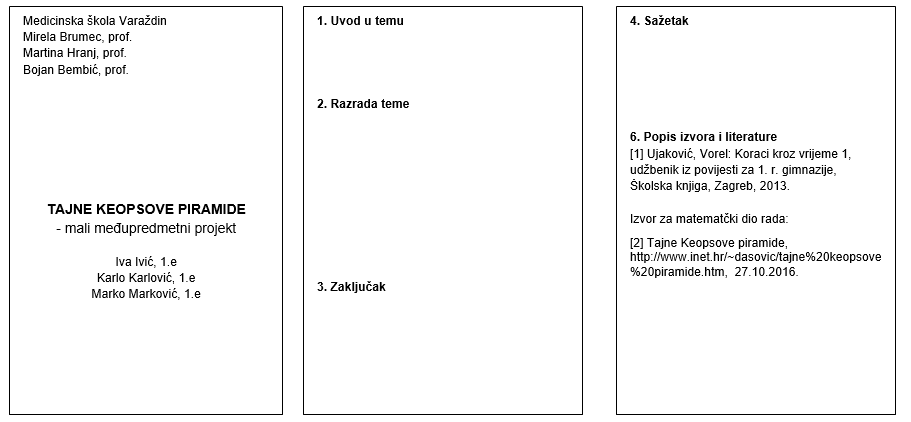 Medicinska škola Varaždin
Mirela Brumec, prof.
Martina Hranj, prof.
Bojan Bembić, prof.
TAJNE KEOPSOVE PIRAMIDE
- mali međupredmetni projekt
Iva Ivić, 1.e
Karlo Karlović, 1.e
Marko Marković, 1.e
1. Uvod u temu
2. Razrada teme
3. Zaključak
4. Sažetak
6. Popis izvora i literature
[1] Ujaković, Vorel: Koraci kroz vrijeme 1,
udžbenik iz povijesti za 1. r. gimnazije,
Školska knjiga, Zagreb, 2013.
Izvor za matematčki dio rada:
[2] Tajne Keopsove piramide,
http://www.inet.hr/~dasovic/tajne%20keopsove
%20piramide.htm, 27.10.2016.